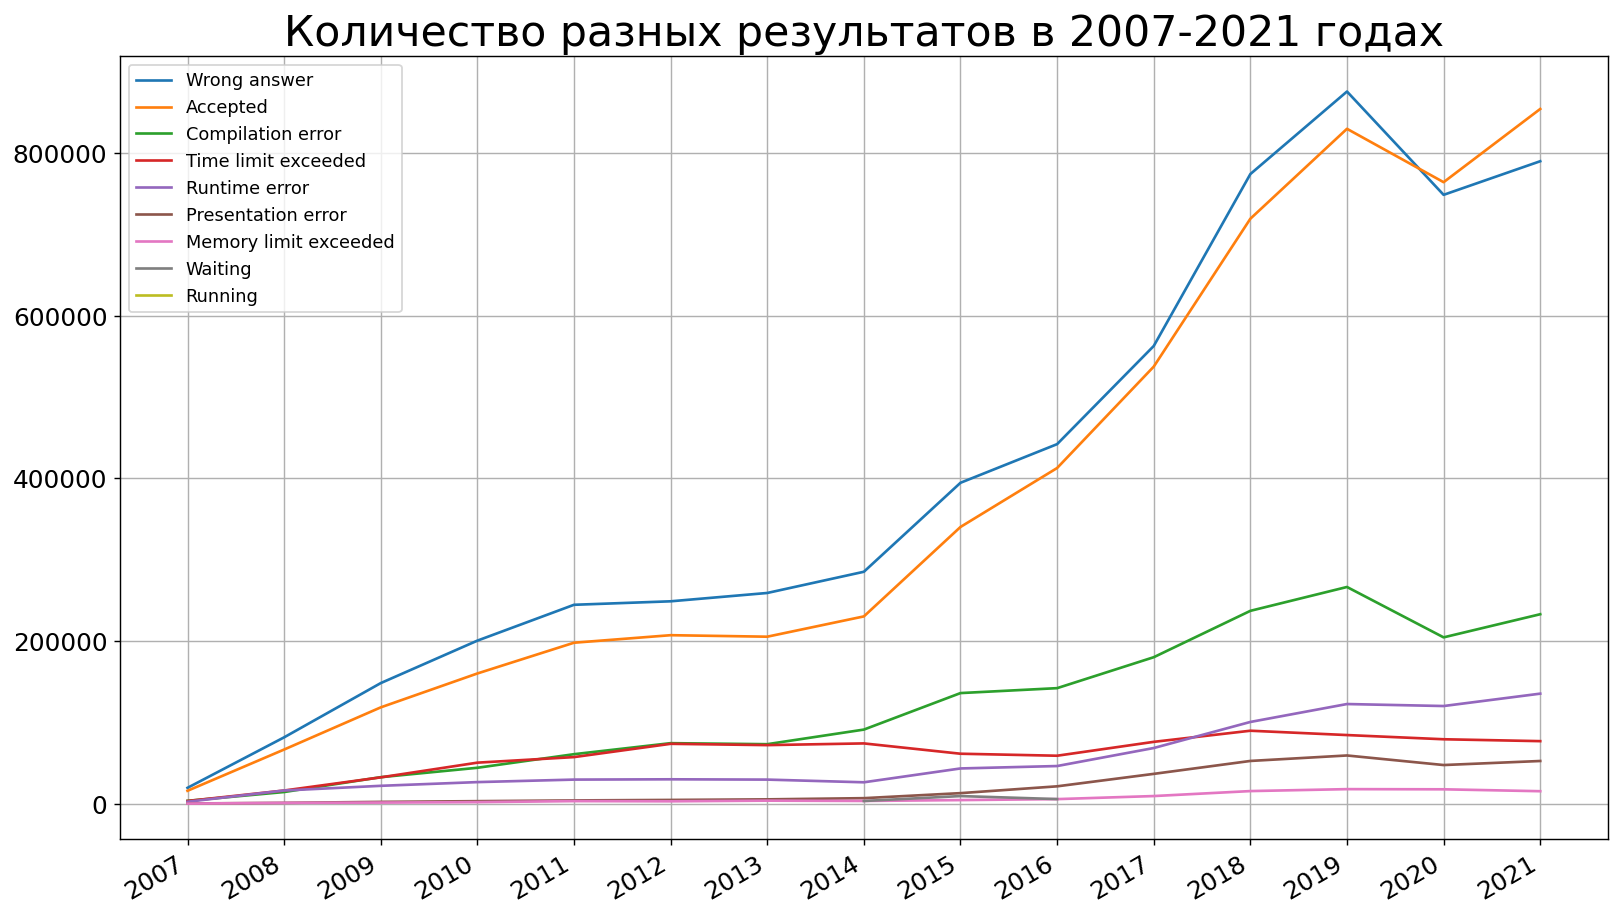 Количество разных результатов в 2007-2021 годах
Wrong answer
Accepted
Compilation error
Time limit exceeded
Runtime error
Presentation error
Memory limit exceeded
Waiting
Running
800000
600000
400000
200000
0
2007
2008
2009
2010
2011
2012
2013
2014
2015
2016
2017
2018
2019
2020
2021